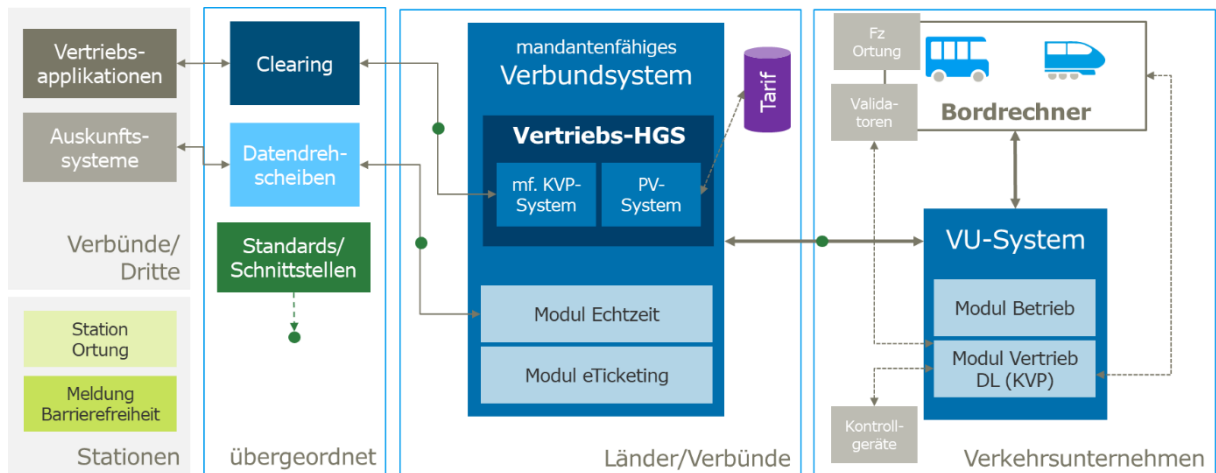 Vertriebs-
applikationen
Auskunfts-
systeme
Verbünde/
Dritte
Station
Ortung
Meldung
Barrierefreiheit
Stationen
Clearing
Datendreh-
scheiben
Standards/
Schnittstellen
übergeordnet
mandantenfähiges
Verbundsystem
Vertriebs-HGS
mf. KVP-
System
PV-
System
Tarif
Modul Echtzeit
Modul eTicketing
Länder/Verbünde
Fz
Ortung
Valida-
toren
Bordrechner
VU-System
Modul Betrieb
Modul Vertrieb
DL (KVP)
Kontroll-
geräte
Verkehrsunternehmen